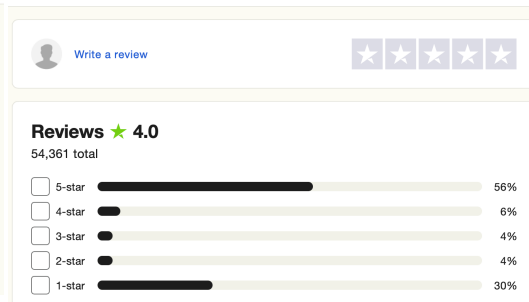 Write a review
Reviews ★ 4.0
54,361 total
5-star 56%
4-star 6%
3-star 4%
2-star 4%
1-star 30%